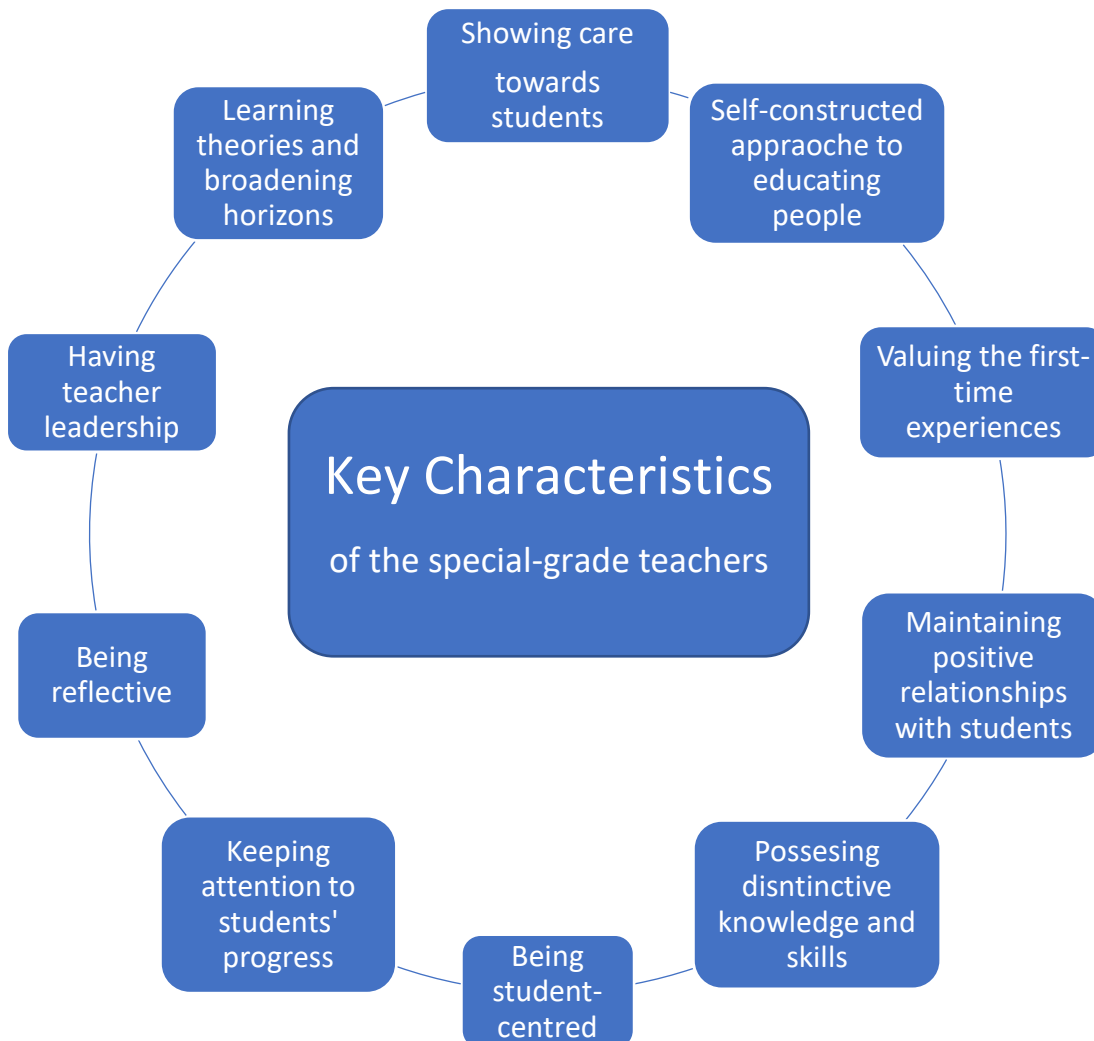 Showing care
towards
students
Self-constructed
appraoche to
educating
people
Valuing the first-
time
experiences
Maintaining
positive
relationships
with students
Possesing
disntinctive
knowledge and
skills
Being
student-
centred
Keeping
attention to
students'
progress
Being
reflective
Having
teacher
leadership
Learning
theories and
broadening
horizons
Key Characteristics
of the special-grade teachers